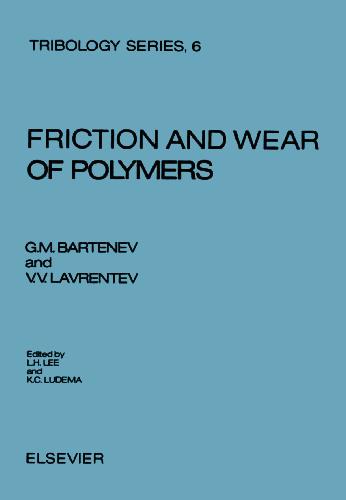 TRIBOLOGY SERIES, 6
FRICTION AND WEAR
OF POLYMERS
G.M. BARTENEV
and
V.V. LAVRENTEV
Edited by
L.H. LEE
and
K.C. LUDEMA
ELSEVIER